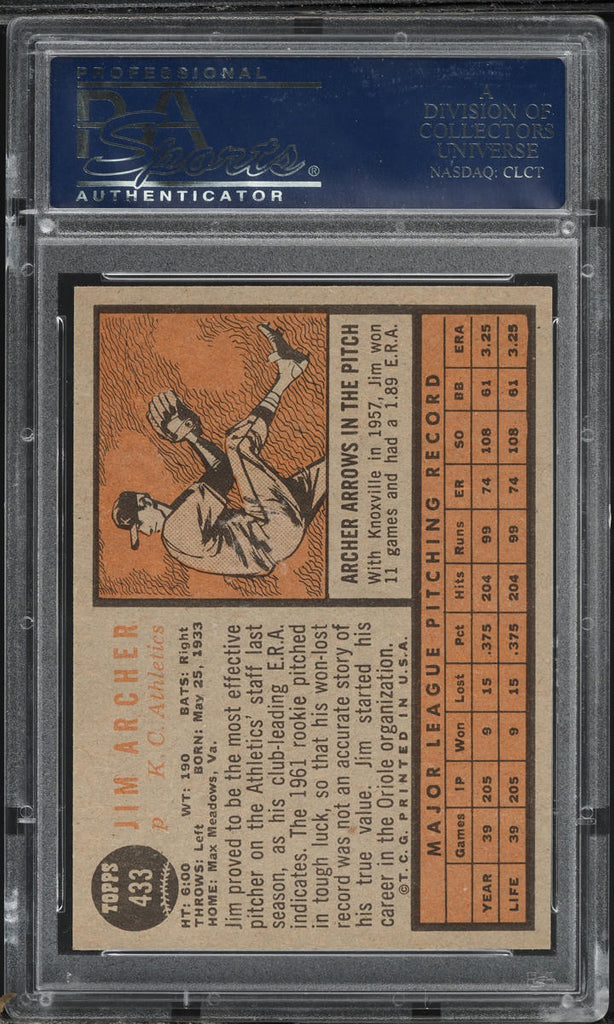 PROFESSIONAL
PSA
Sports®
AUTHENTICATOR
A
DIVISION OF
COLLECTORS
UNIVERSE
NASDAQ: CLCT
TOPPS
433
JIM ARCHER
p K. C. Athletics
HT: 6:00 WT: 190 BATS: Right
THROWS: Left BORN: May 25, 1933
HOME: Max Meadows, Va.
Jim proved to be the most effective
pitcher on the Athletics' staff last
season, as his club-leading E.R.A.
indicates. The 1961 rookie pitched
in tough luck, so that his won-lost
record was not an accurate story of
his true value. Jim started his
career in the Oriole organization.
©T.C.G. PRINTED IN U.S.A.
ARCHER ARROWS IN THE PITCH
With Knoxville in 1957, Jim won
11 games and had a 1.89 E.R.A.
MAJOR LEAGUE PITCHING RECORD
Games IP Won Lost Pct Hits Runs ER SO BB ERA
YEAR 39 205 9 15 .375 204 99 74 108 61 3.25
LIFE 39 205 9 15 .375 204 99 74 108 61 3.25